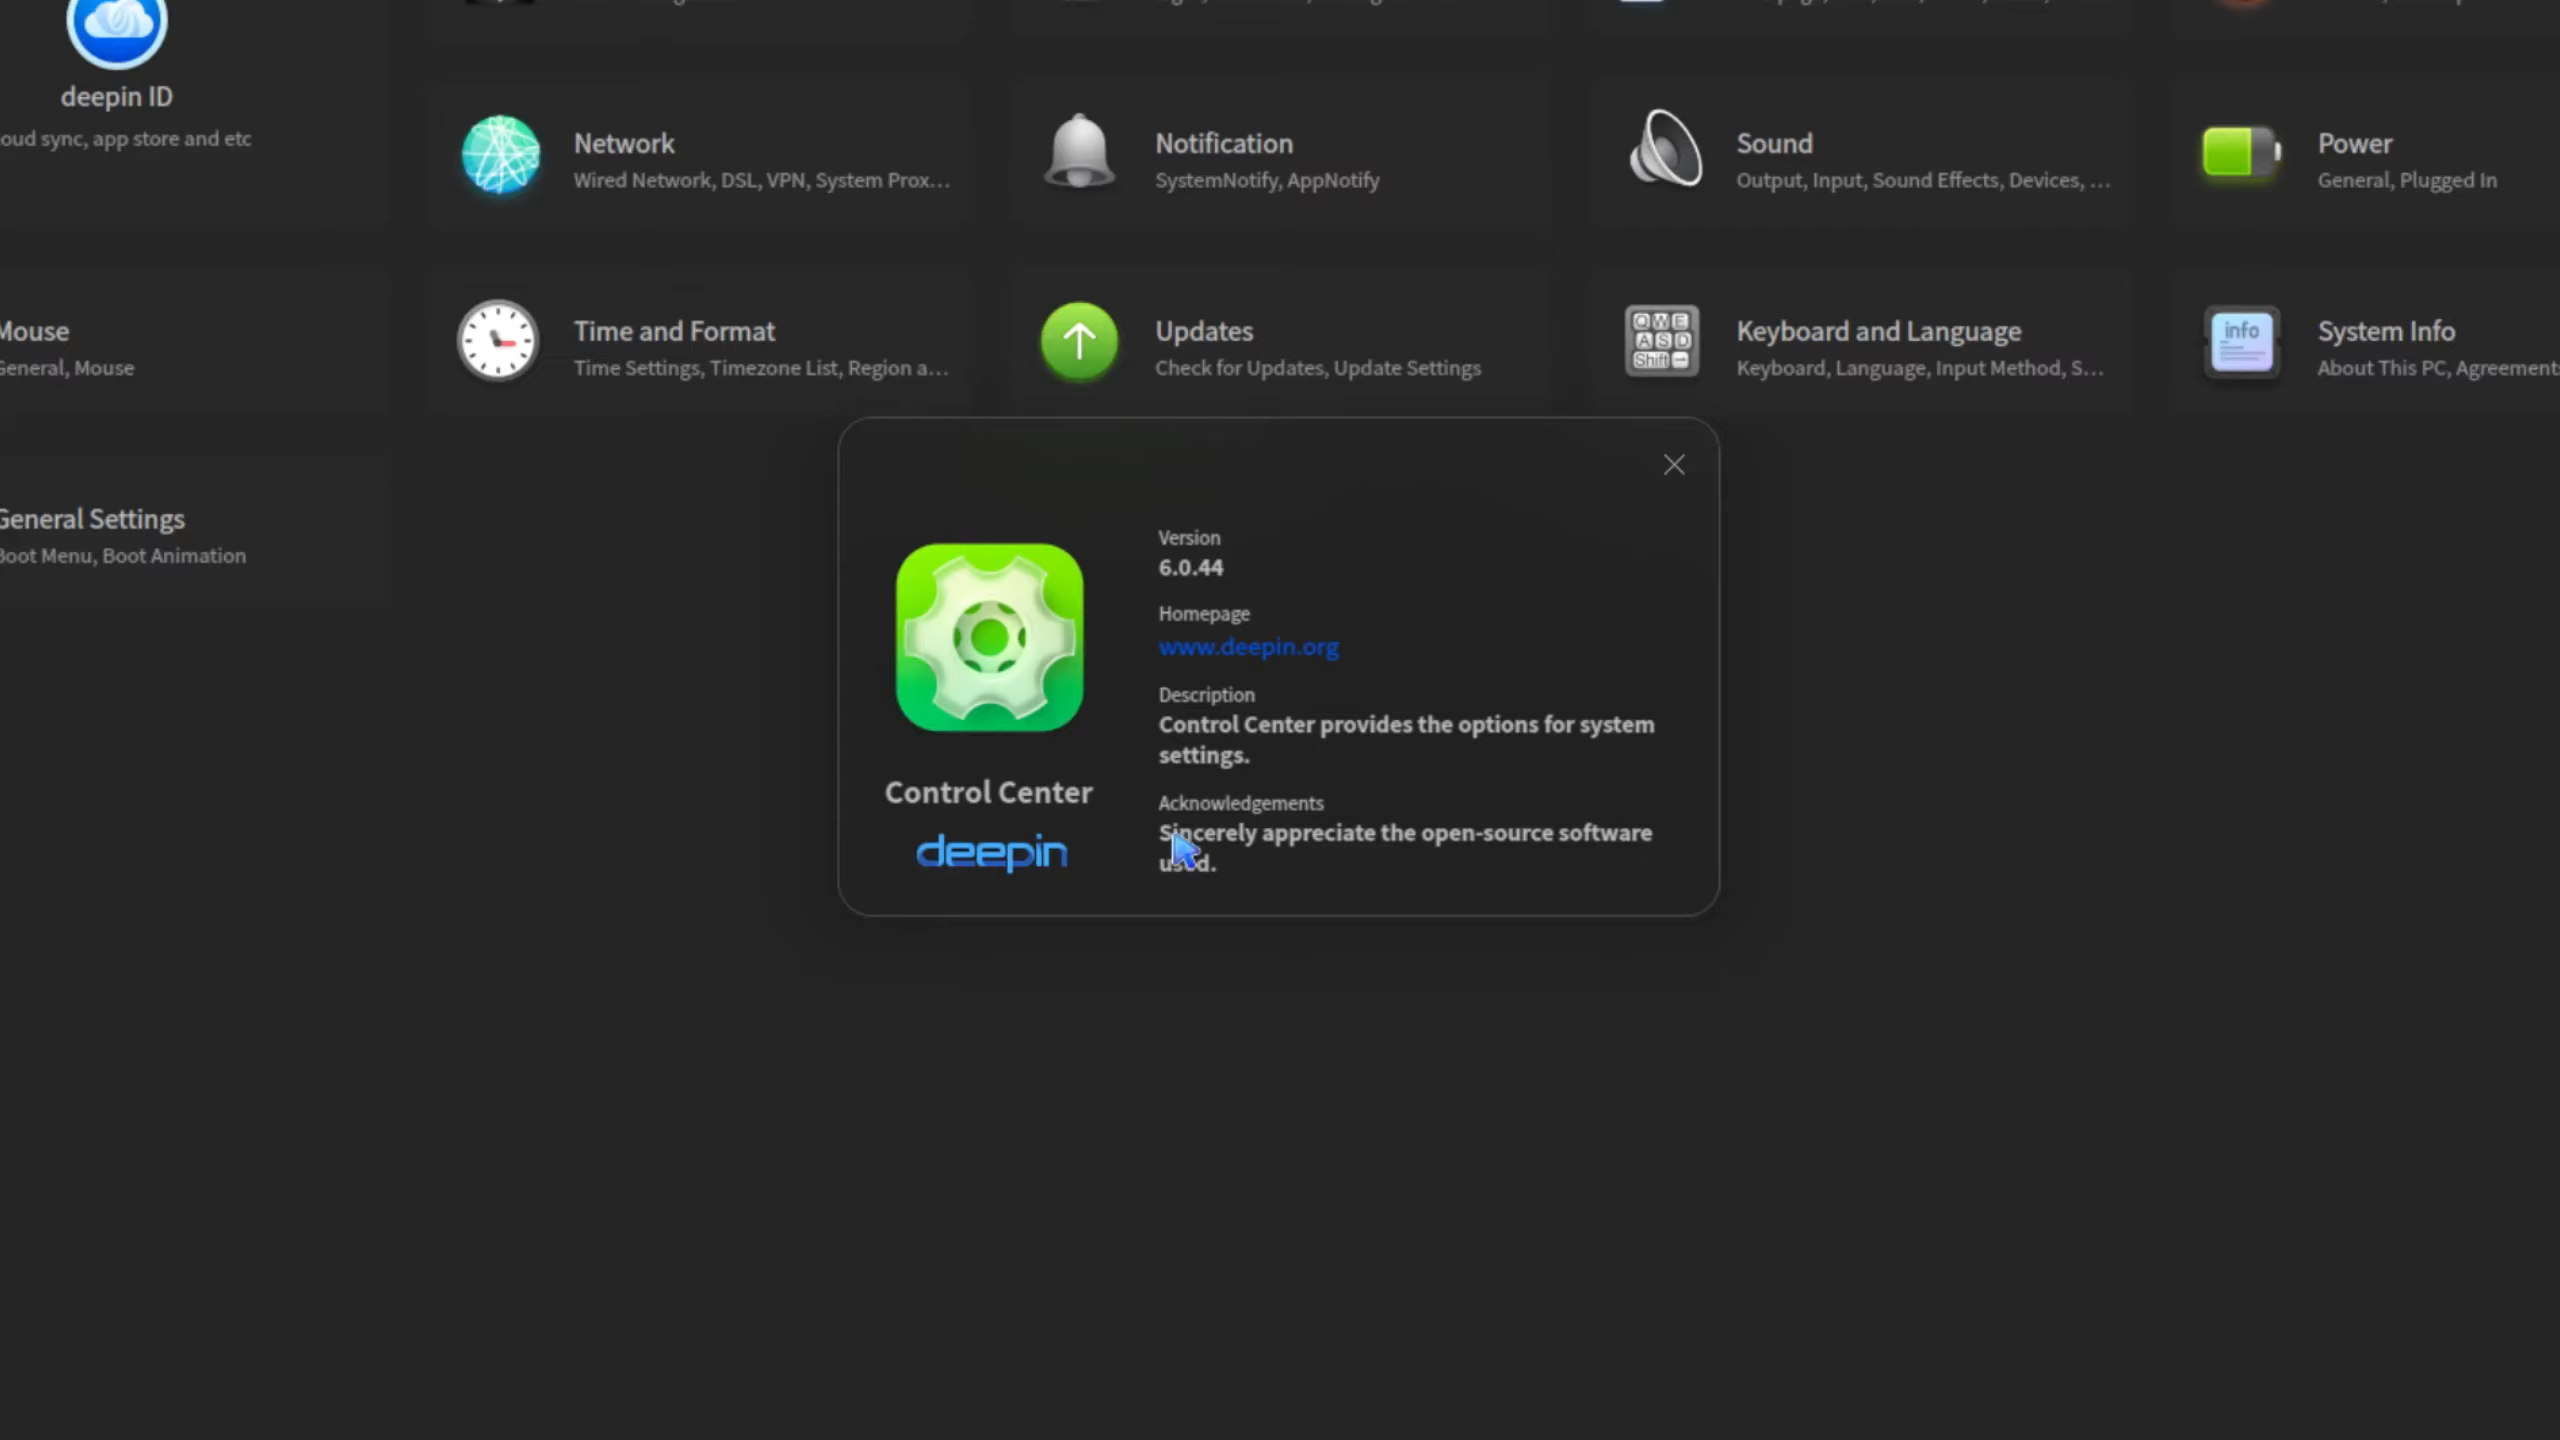 deepin ID
oud sync, app store and etc
Network
Wired Network, DSL, VPN, System Prox...
Notification
SystemNotify, AppNotify
Sound
Output, Input, Sound Effects, Devices, ...
Power
General, Plugged In
Mouse
General, Mouse
Time and Format
Time Settings, Timezone List, Region a...
Updates
Check for Updates, Update Settings
Keyboard and Language
Keyboard, Language, Input Method, S...
info
System Info
About This PC, Agreements
General Settings
Boot Menu, Boot Animation
Version
6.0.44
Homepage
www.deepin.org
Description
Control Center provides the options for system
settings.
Acknowledgements
Sincerely appreciate the open-source software
used.
Control Center
deepin